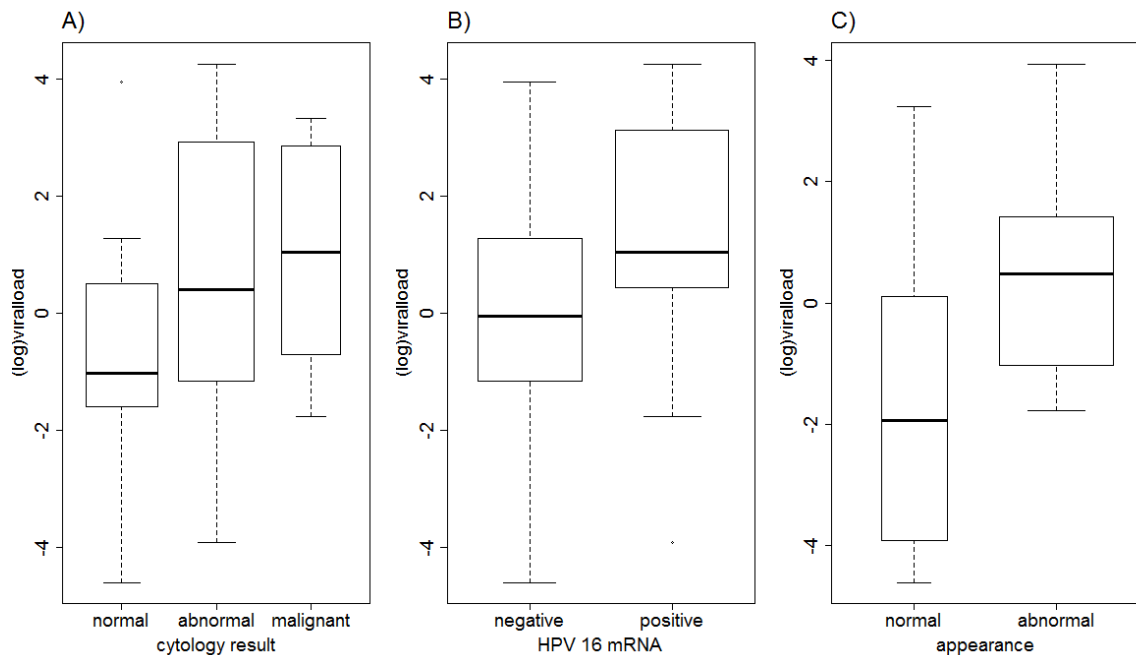 A)
(log)viralload
4
2
0
-2
-4
normal abnormal malignant
cytology result
B)
(log)viralload
4
2
0
-2
-4
negative positive
HPV 16 mRNA
C)
(log)viralload
4
2
0
-2
-4
normal abnormal
appearance